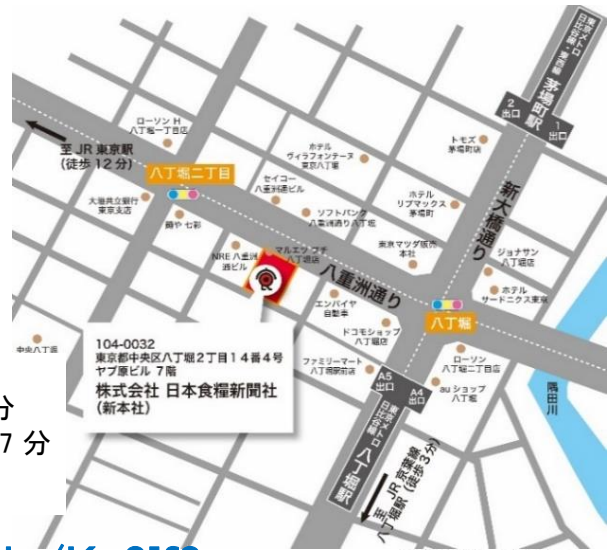 東京メトロ
日比谷線・東西線
茅場町駅
2
出口
1
出口
ローソン H
八丁堀一丁目店
至 JR 東京駅
(徒歩 12 分)
八丁堀二丁目
大垣共立銀行
東京支店
麺や 七彩
ホテル
ヴィラフォンテーヌ
東京八丁堀
セイコー
八重洲通ビル
ソフトバンク
八重洲通り八丁堀
トモズ
茅場町店
ホテル
リブマックス
茅場町
新大橋通り
東京マツダ販売
本社
ジョナサン
八丁堀店
ホテル
サードニクス東京
NRE 八重洲
通ビル
マルエツ プチ
八丁堀店
八重洲通り
エンパイヤ
自動車
八丁堀
ドコモショップ
八丁堀店
ファミリーマート
八丁堀駅前店
ローソン
八丁堀二丁目店
au ショップ
八丁堀
隅田川
A5
出口
A4
出口
東京メトロ
日比谷線
八丁堀駅
至 JR 京葉線
八丁堀駅(徒歩3分)
中央八丁堀
104-0032
東京都中央区八丁堀2丁目14番4号
ヤブ原ビル 7階
株式会社 日本食糧新聞社
(新本社)
分
7 分